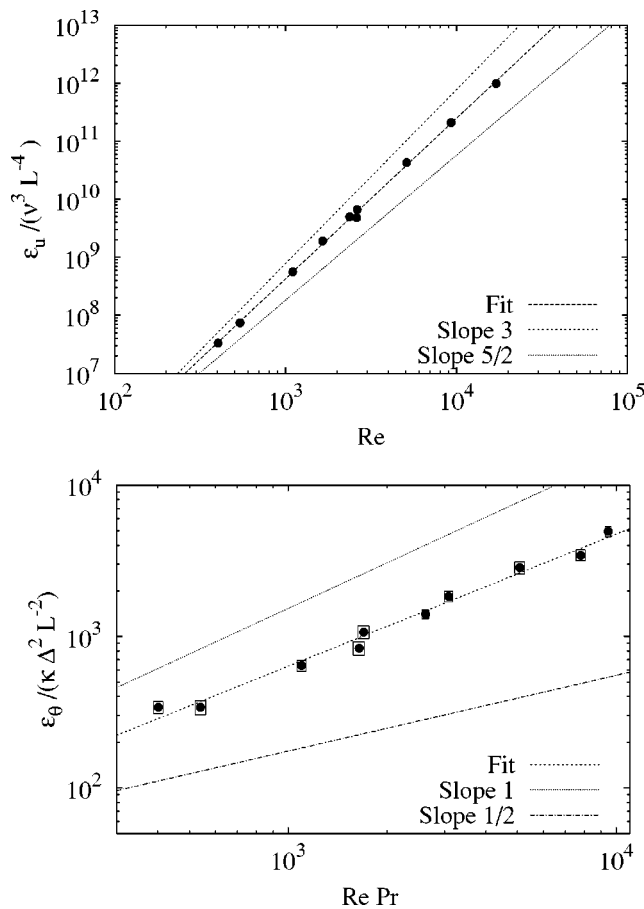 10^13
10^12
10^11
10^10
10^9
10^8
10^7
ε_u /(ν^3 L^-4)
Fit
Slope 3
Slope 5/2
10^2 10^3 10^4 10^5
Re
10^4
10^3
10^2
ε_θ /(κ Δ^2 L^-2)
Fit
Slope 1
Slope 1/2
10^3 10^4
Re Pr